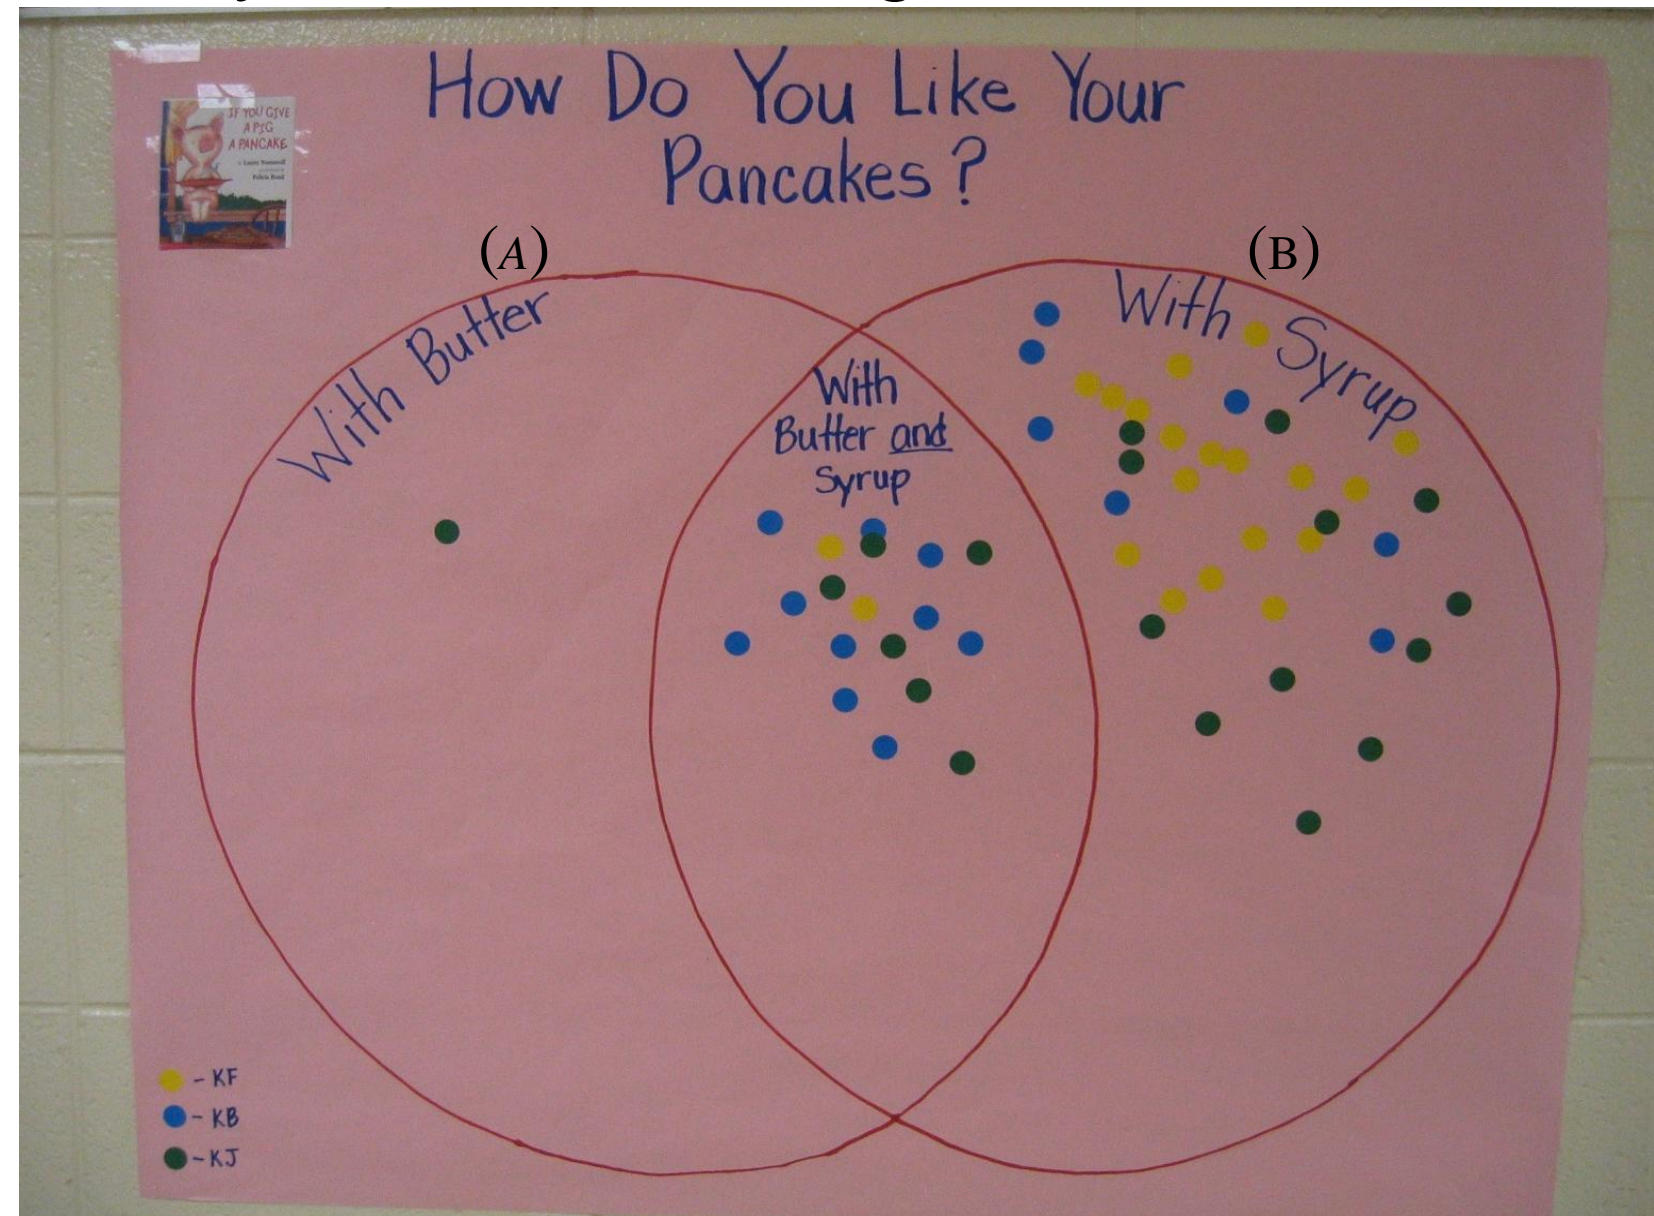 How Do You Like Your
Pancakes?
IF YOU GIVE
A PIG
A PANCAKE
(A)
(B)
With Butter
With Syrup
With
Butter and
Syrup
- KF
- KB
- KJ